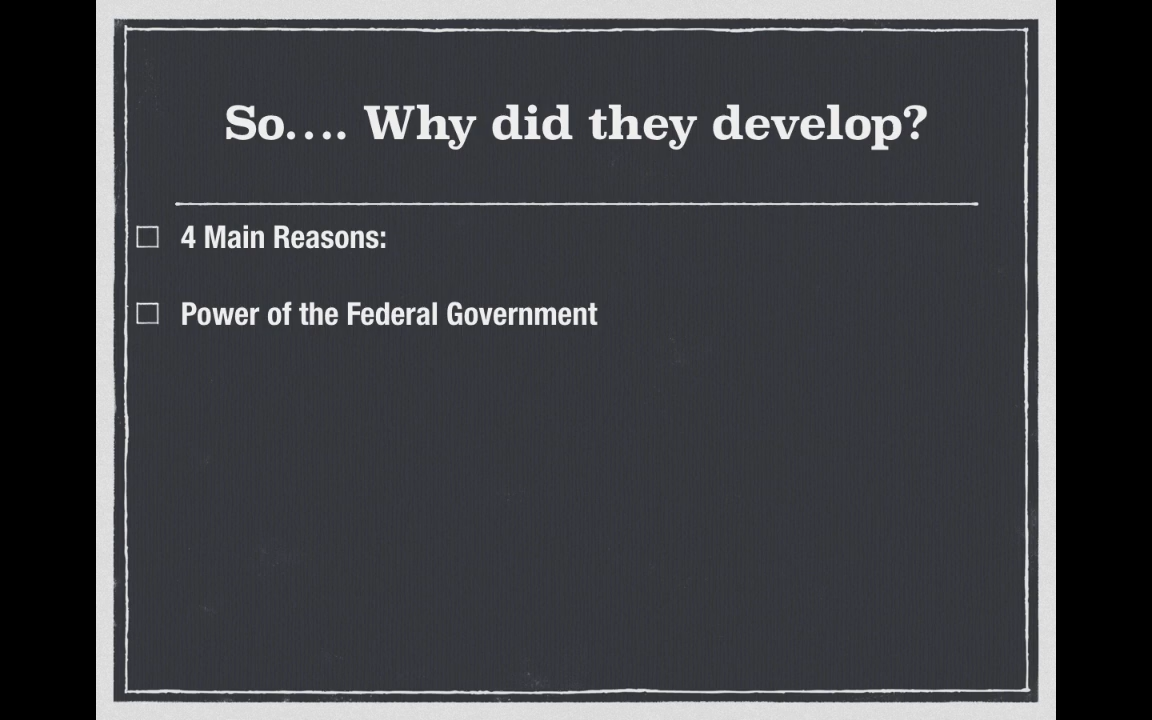 So.... Why did they develop?
4 Main Reasons:
Power of the Federal Government